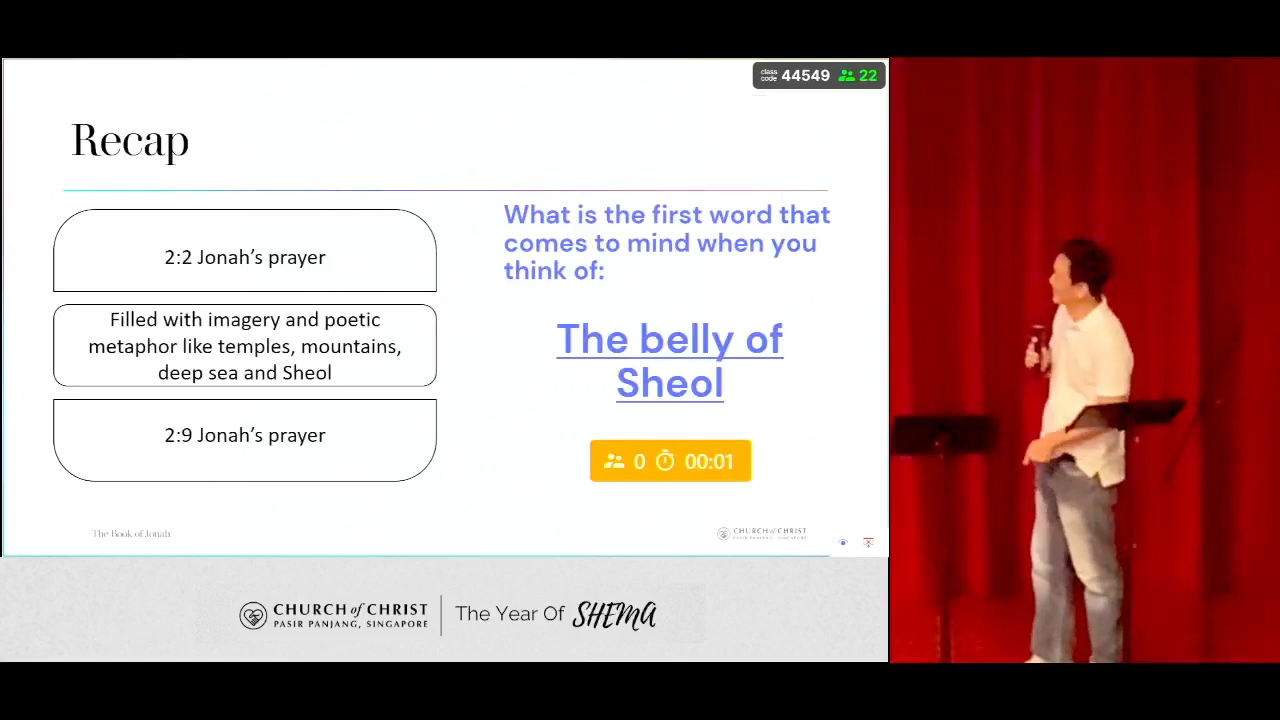 class code 44549 22
Recap
2:2 Jonah's prayer
Filled with imagery and poetic
metaphor like temples, mountains,
deep sea and Sheol
2:9 Jonah's prayer
What is the first word that
comes to mind when you
think of:
The belly of
Sheol
0 00:01
The Book of Jonah
CHURCH of CHRIST
PASIR PANJANG, SINGAPORE
CHURCH of CHRIST
PASIR PANJANG, SINGAPORE
The Year Of SHEMA